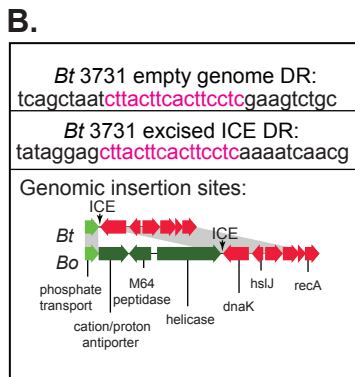 B.
Bt 3731 empty genome DR:
tcagctaatcttacttcacttcctcgaagtctgc
Bt 3731 excised ICE DR:
tataggagcttacttcacttcctcaaaatcaacg
Genomic insertion sites:
ICE
Bt
ICE
Bo
phosphate transport
cation/proton antiporter
M64 peptidase
helicase
dnaK
hslJ
recA